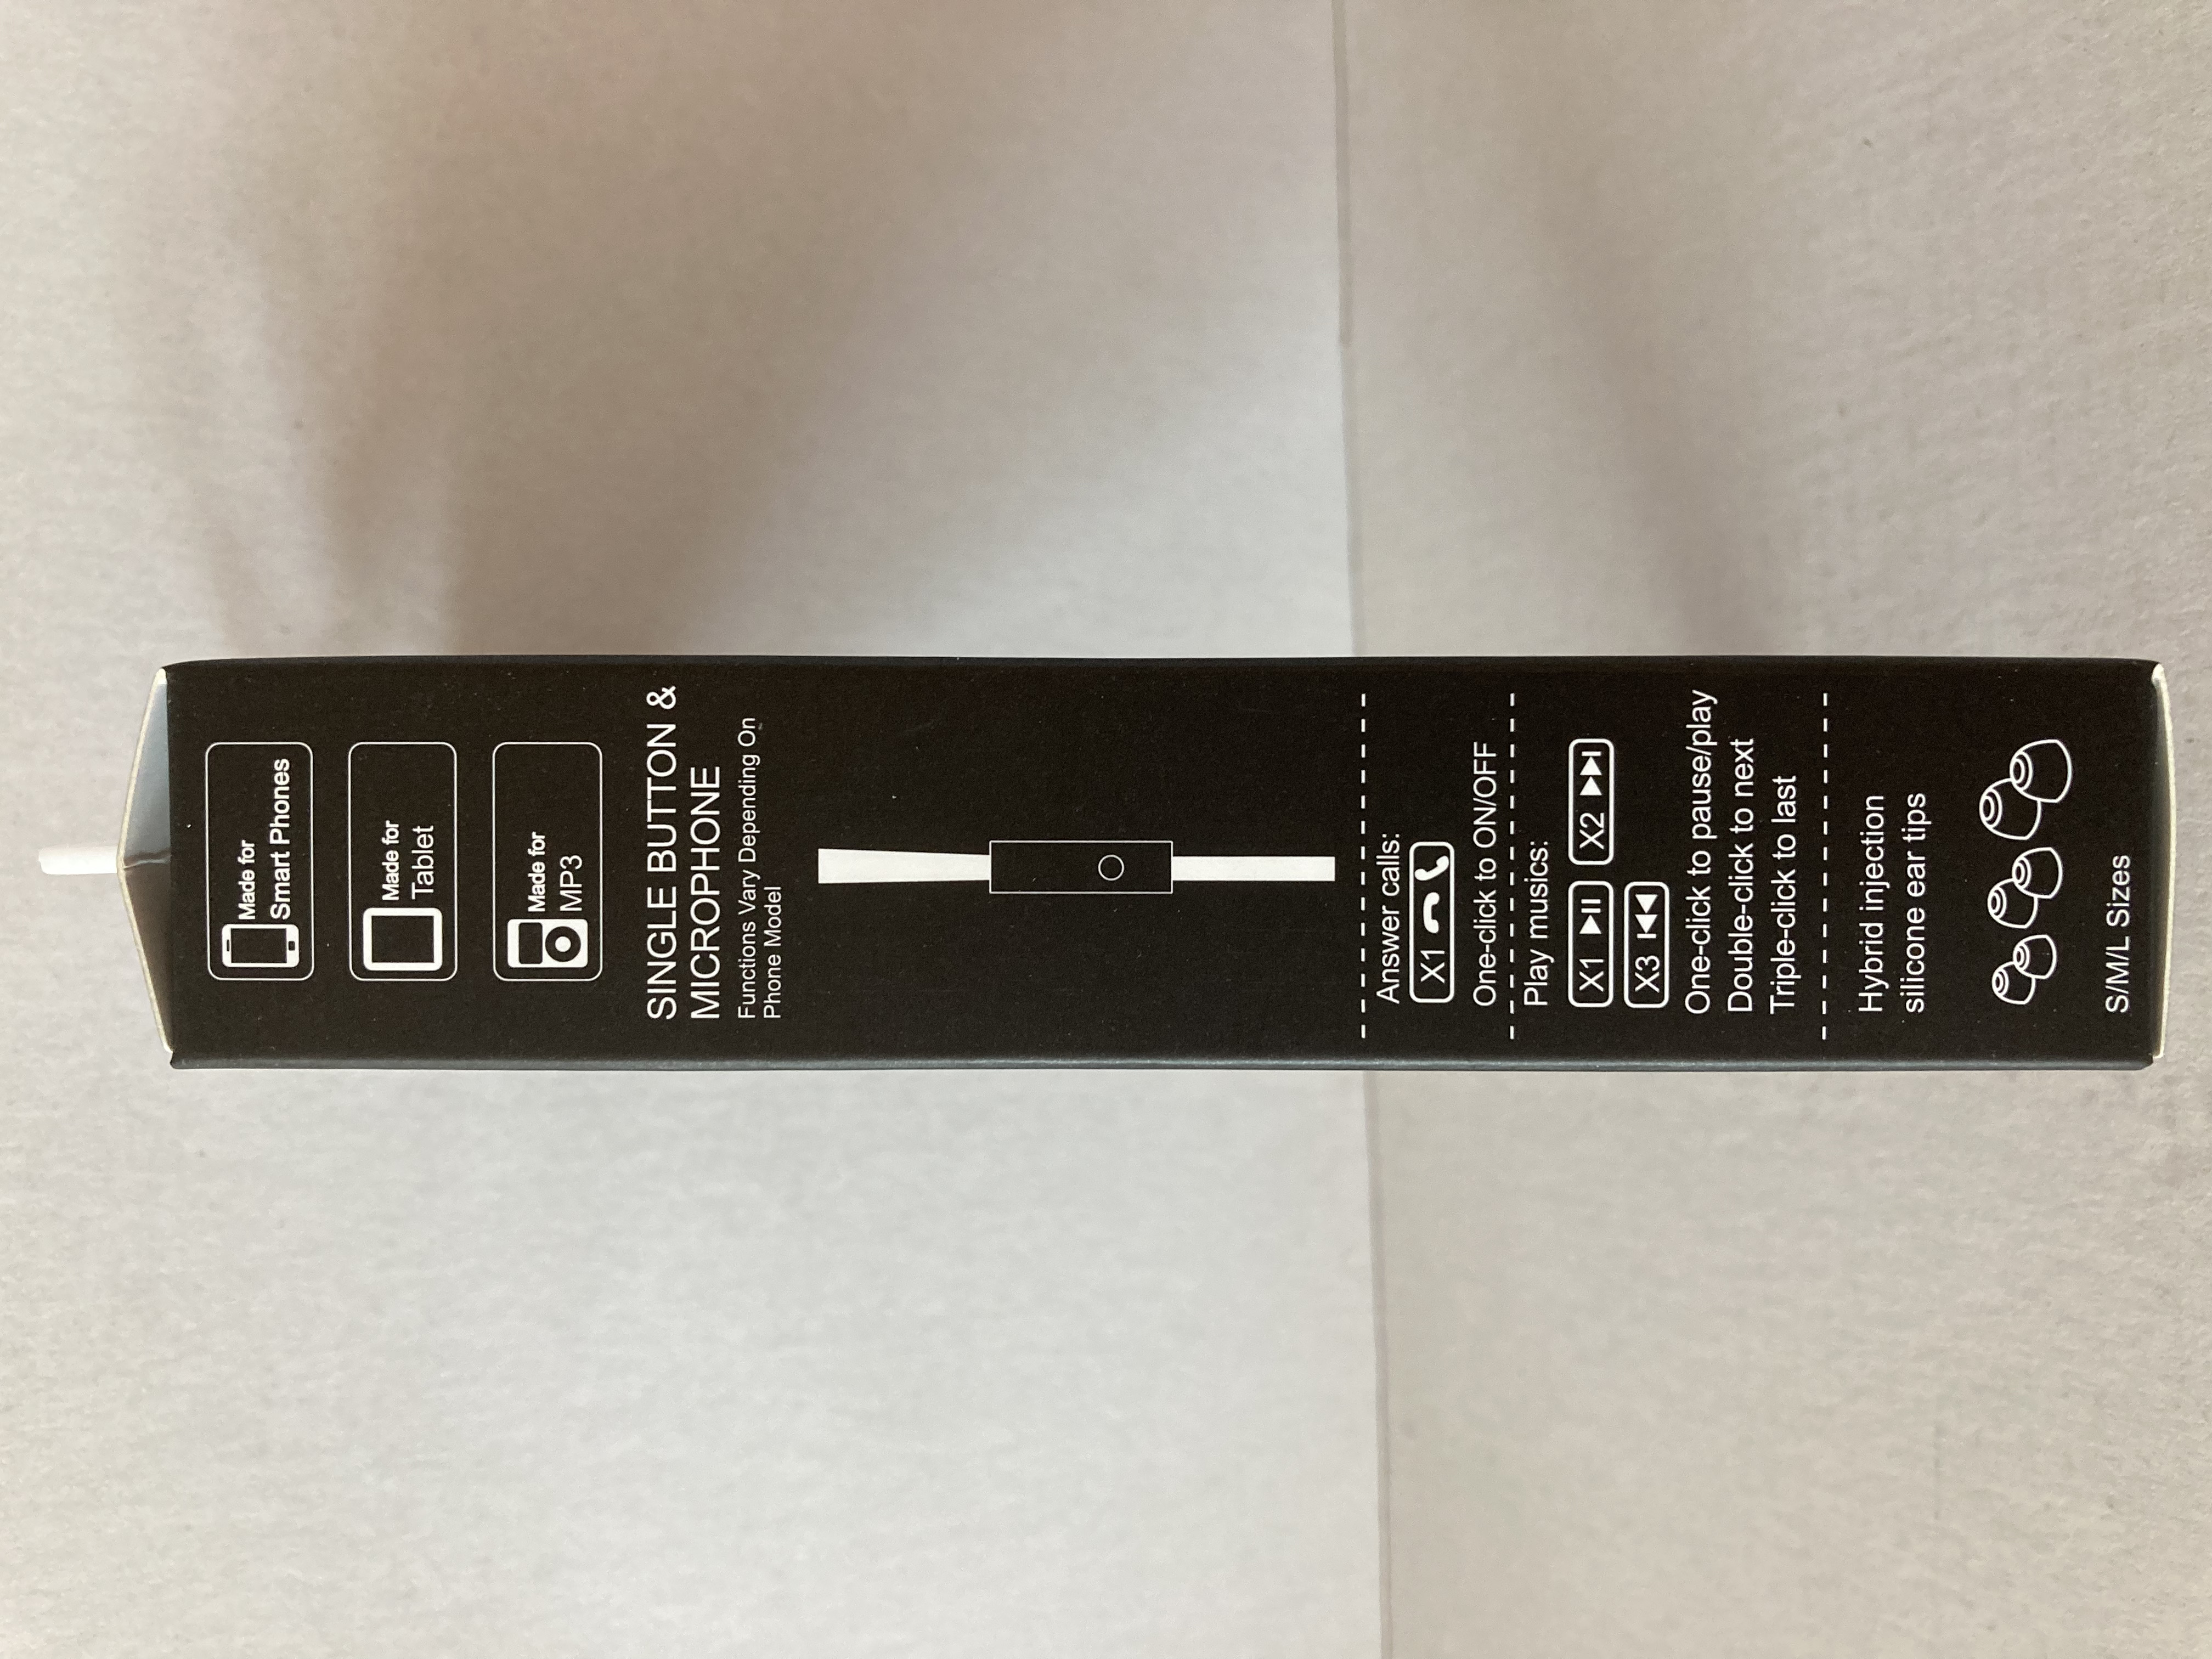 Made for
Smart Phones
Made for
Tablet
Made for
MP3
SINGLE BUTTON &
MICROPHONE
Functions Vary Depending On
Phone Model
Answer calls:
X1
One-click to ON/OFF
Play musics:
X1 X2
X3
One-click to pause/play
Double-click to next
Triple-click to last
Hybrid injection
silicone ear tips
S/M/L Sizes